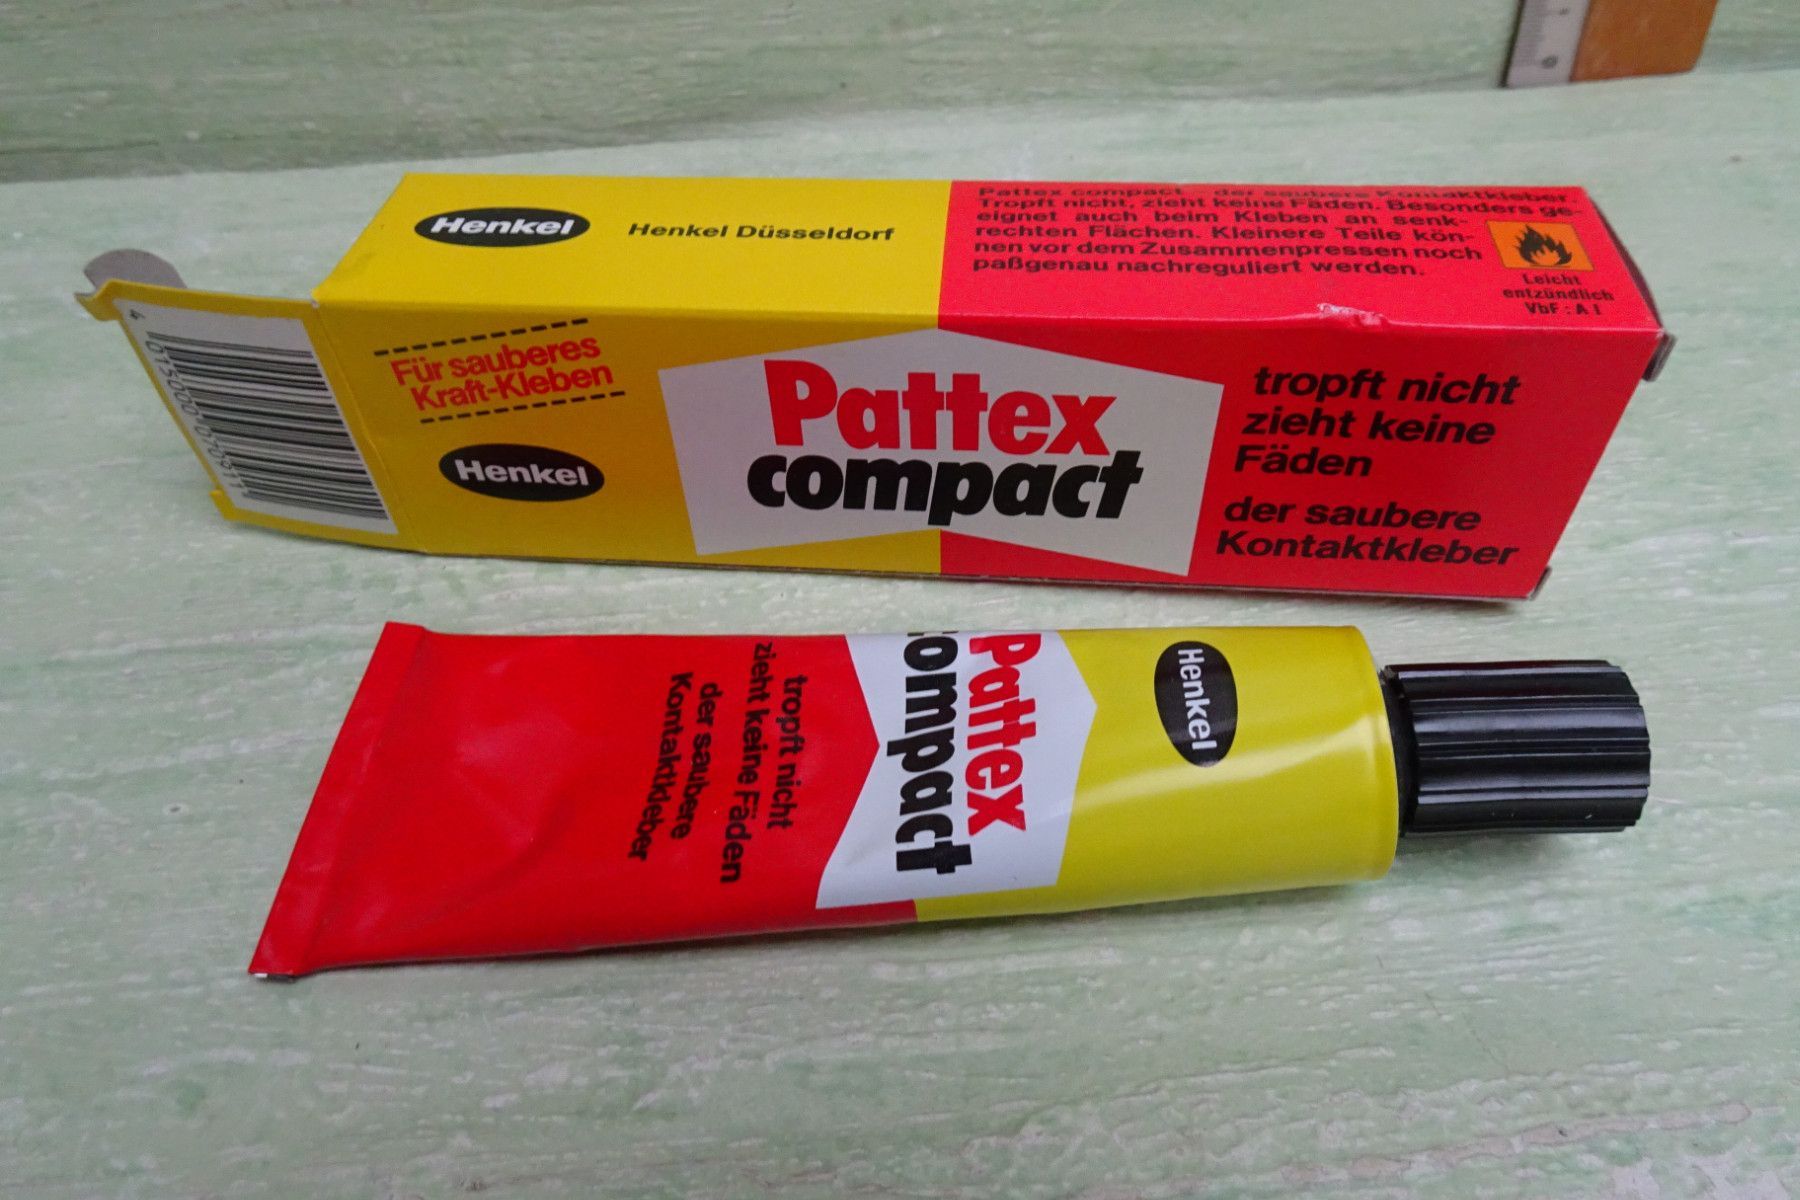 Henkel
Henkel Düsseldorf
Pattex compact - der saubere Kontaktkleber.
Tropft nicht, zieht keine Fäden. Besonders ge-
eignet auch beim Kleben an senk-
rechten Flächen. Kleinere Teile kön-
nen vor dem Zusammenpressen noch
paßgenau nachreguliert werden.
Leicht
entzündlich
VbF : A I
Für sauberes
Kraft-Kleben
Henkel
Pattex
compact
tropft nicht
zieht keine
Fäden
der saubere
Kontaktkleber
Henkel
Pattex
compact
tropft nicht
zieht keine Fäden
der saubere
Kontaktkleber